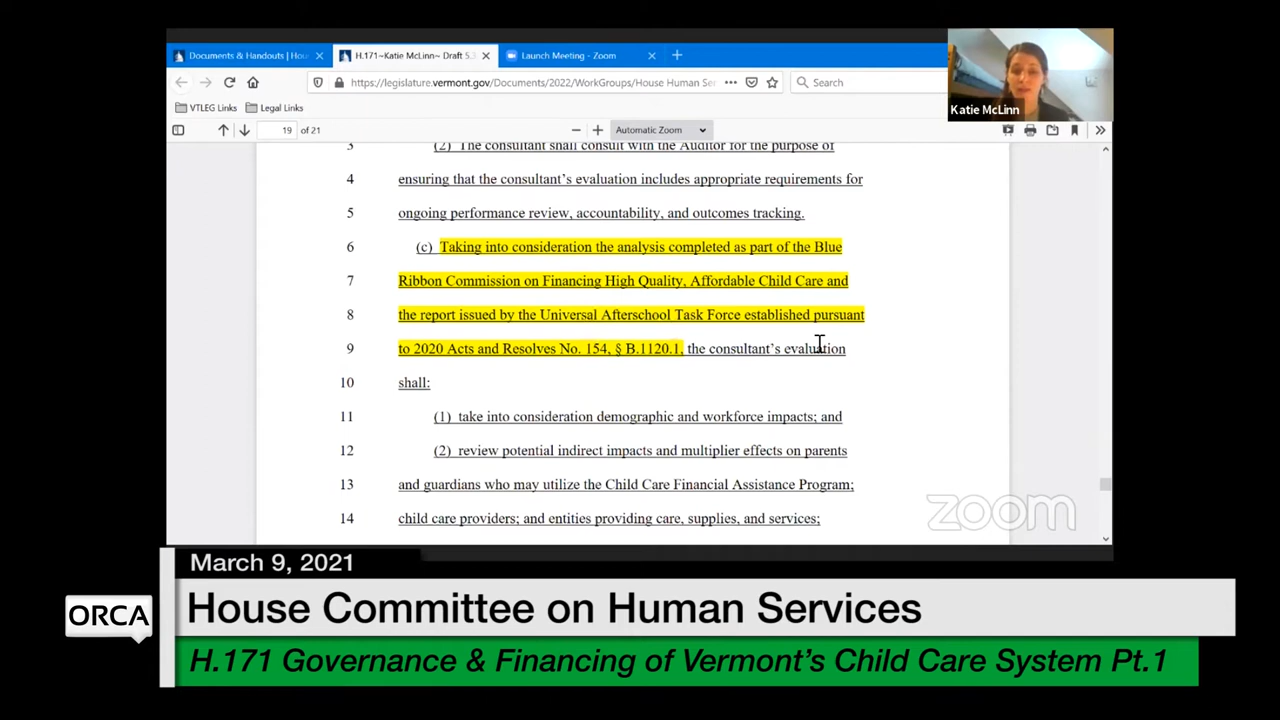 Documents & Handouts | Hou
H.171~Katie McLinn~ Draft 5.3
Launch Meeting - Zoom
https://legislature.vermont.gov/Documents/2022/WorkGroups/House Human Ser
Search
VTLEG Links
Legal Links
Katie McLinn
19 of 21
Automatic Zoom
3 (2) The consultant shall consult with the Auditor for the purpose of
4 ensuring that the consultant's evaluation includes appropriate requirements for
5 ongoing performance review, accountability, and outcomes tracking.
6 (c) Taking into consideration the analysis completed as part of the Blue
7 Ribbon Commission on Financing High Quality, Affordable Child Care and
8 the report issued by the Universal Afterschool Task Force established pursuant
9 to 2020 Acts and Resolves No. 154, § B.1120.1, the consultant's evaluation
10 shall:
11 (1) take into consideration demographic and workforce impacts; and
12 (2) review potential indirect impacts and multiplier effects on parents
13 and guardians who may utilize the Child Care Financial Assistance Program;
14 child care providers; and entities providing care, supplies, and services;
zoom
March 9, 2021
ORCA
House Committee on Human Services
H.171 Governance & Financing of Vermont's Child Care System Pt.1